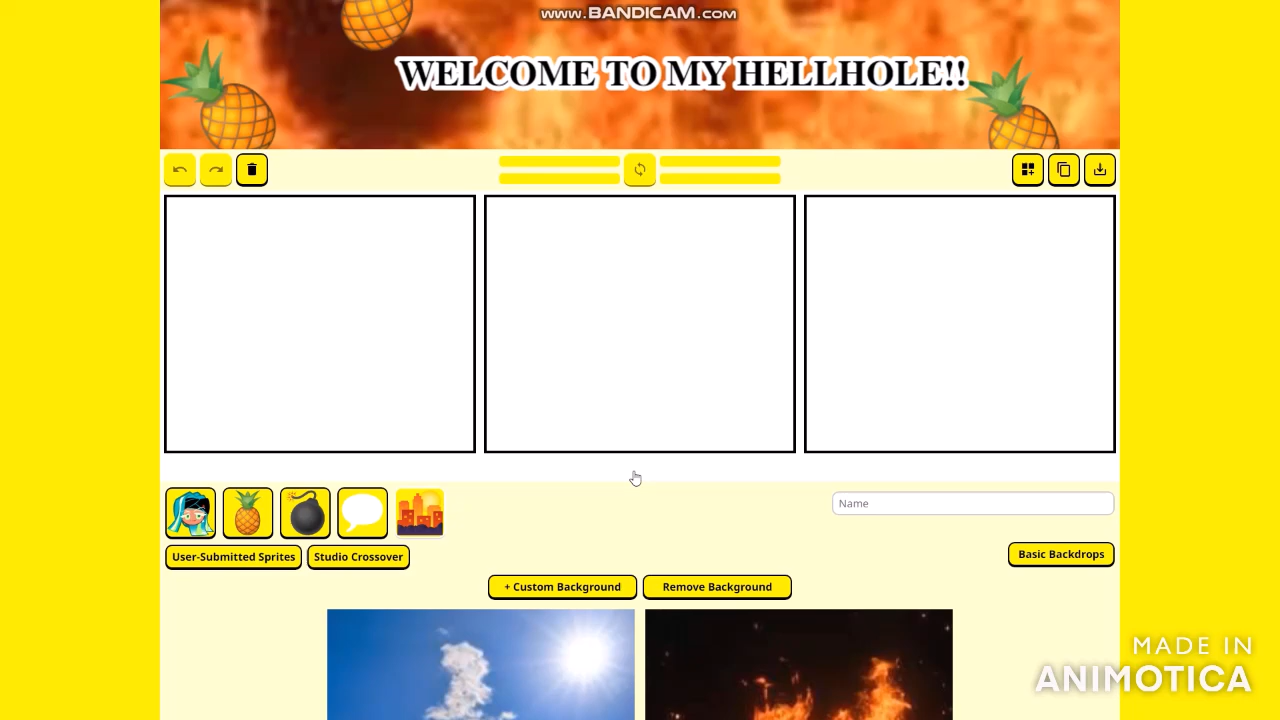 www.BANDICAM.com
WELCOME TO MY HELLHOLE!!
Name
User-Submitted Sprites
Studio Crossover
Basic Backdrops
+ Custom Background
Remove Background
MADE IN
ANIMOTICA